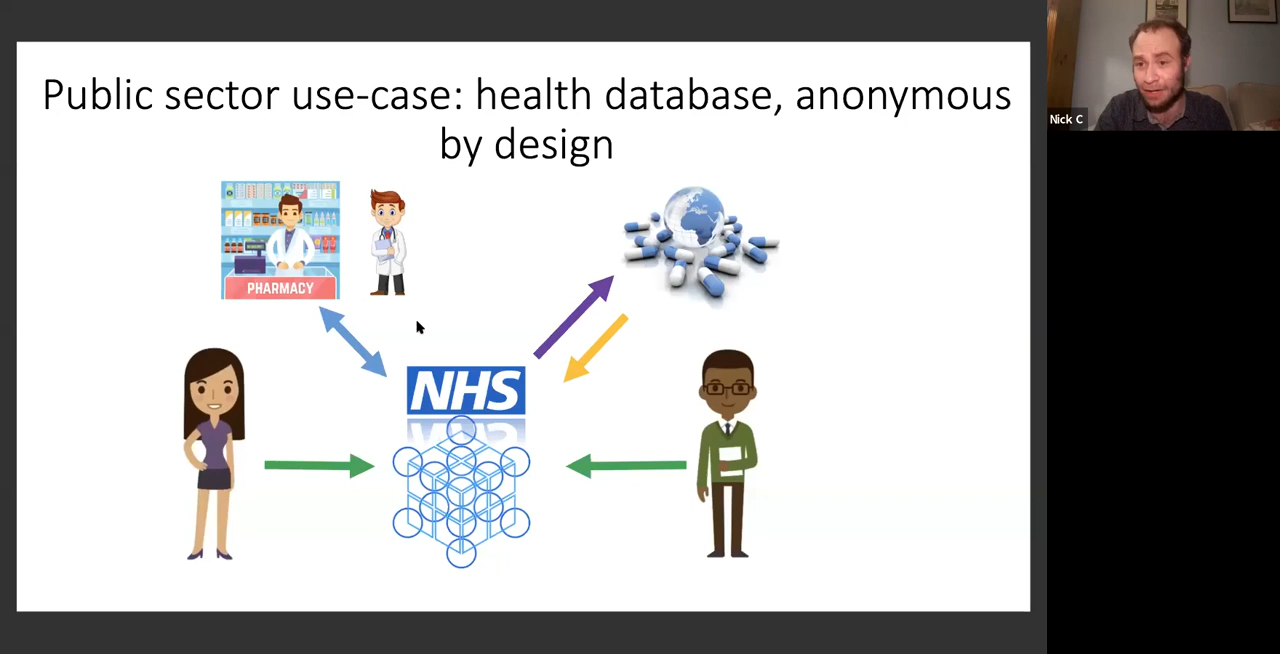 Public sector use-case: health database, anonymous
by design
Nick C
PHARMACY
NHS